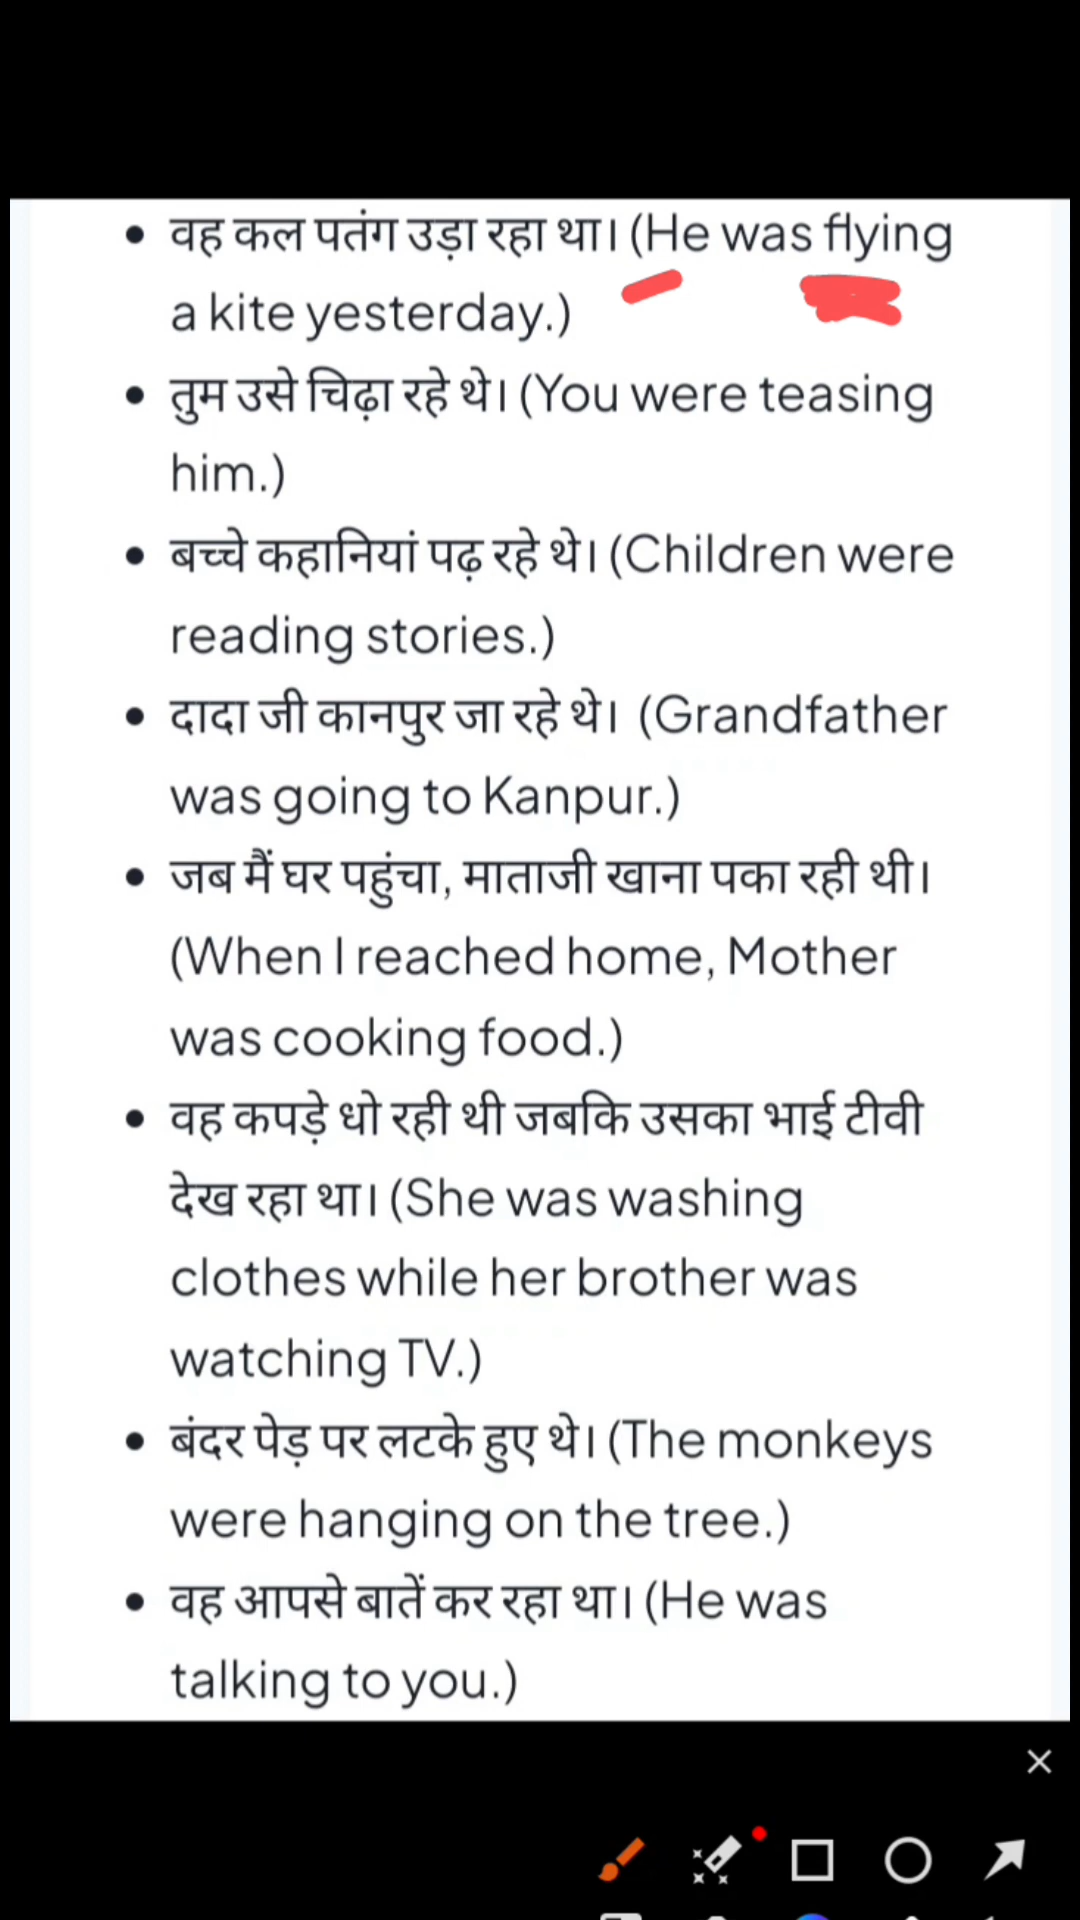 • वह कल पतंग उड़ा रहा था। (He was flying
a kite yesterday.)
• तुम उसे चिढ़ा रहे थे। (You were teasing
him.)
• बच्चे कहानियां पढ़ रहे थे। (Children were
reading stories.)
• दादा जी कानपुर जा रहे थे। (Grandfather
was going to Kanpur.)
• जब मैं घर पहुंचा, माताजी खाना पका रही थी।
(When I reached home, Mother
was cooking food.)
• वह कपड़े धो रही थी जबकि उसका भाई टीवी
देख रहा था। (She was washing
clothes while her brother was
watching TV.)
• बंदर पेड़ पर लटके हुए थे। (The monkeys
were hanging on the tree.)
• वह आपसे बातें कर रहा था। (He was
talking to you.)